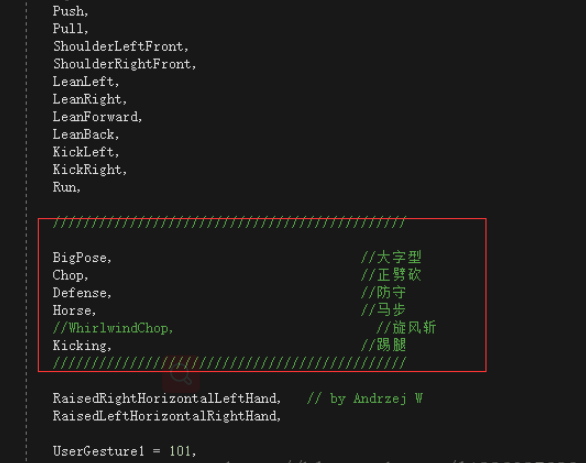 Push,
Pull,
ShoulderLeftFront,
ShoulderRightFront,
LeanLeft,
LeanRight,
LeanForward,
LeanBack,
KickLeft,
KickRight,
Run,
//////////////////////////////////////////////
BigPose, //大字型
Chop, //正劈砍
Defense, //防守
Horse, //马步
//WhirlwindChop, //旋风斩
Kicking, //踢腿
//////////////////////////////////////////////
RaisedRightHorizontalLeftHand, // by Andrzej W
RaisedLeftHorizontalRightHand,
UserGesture1 = 101,